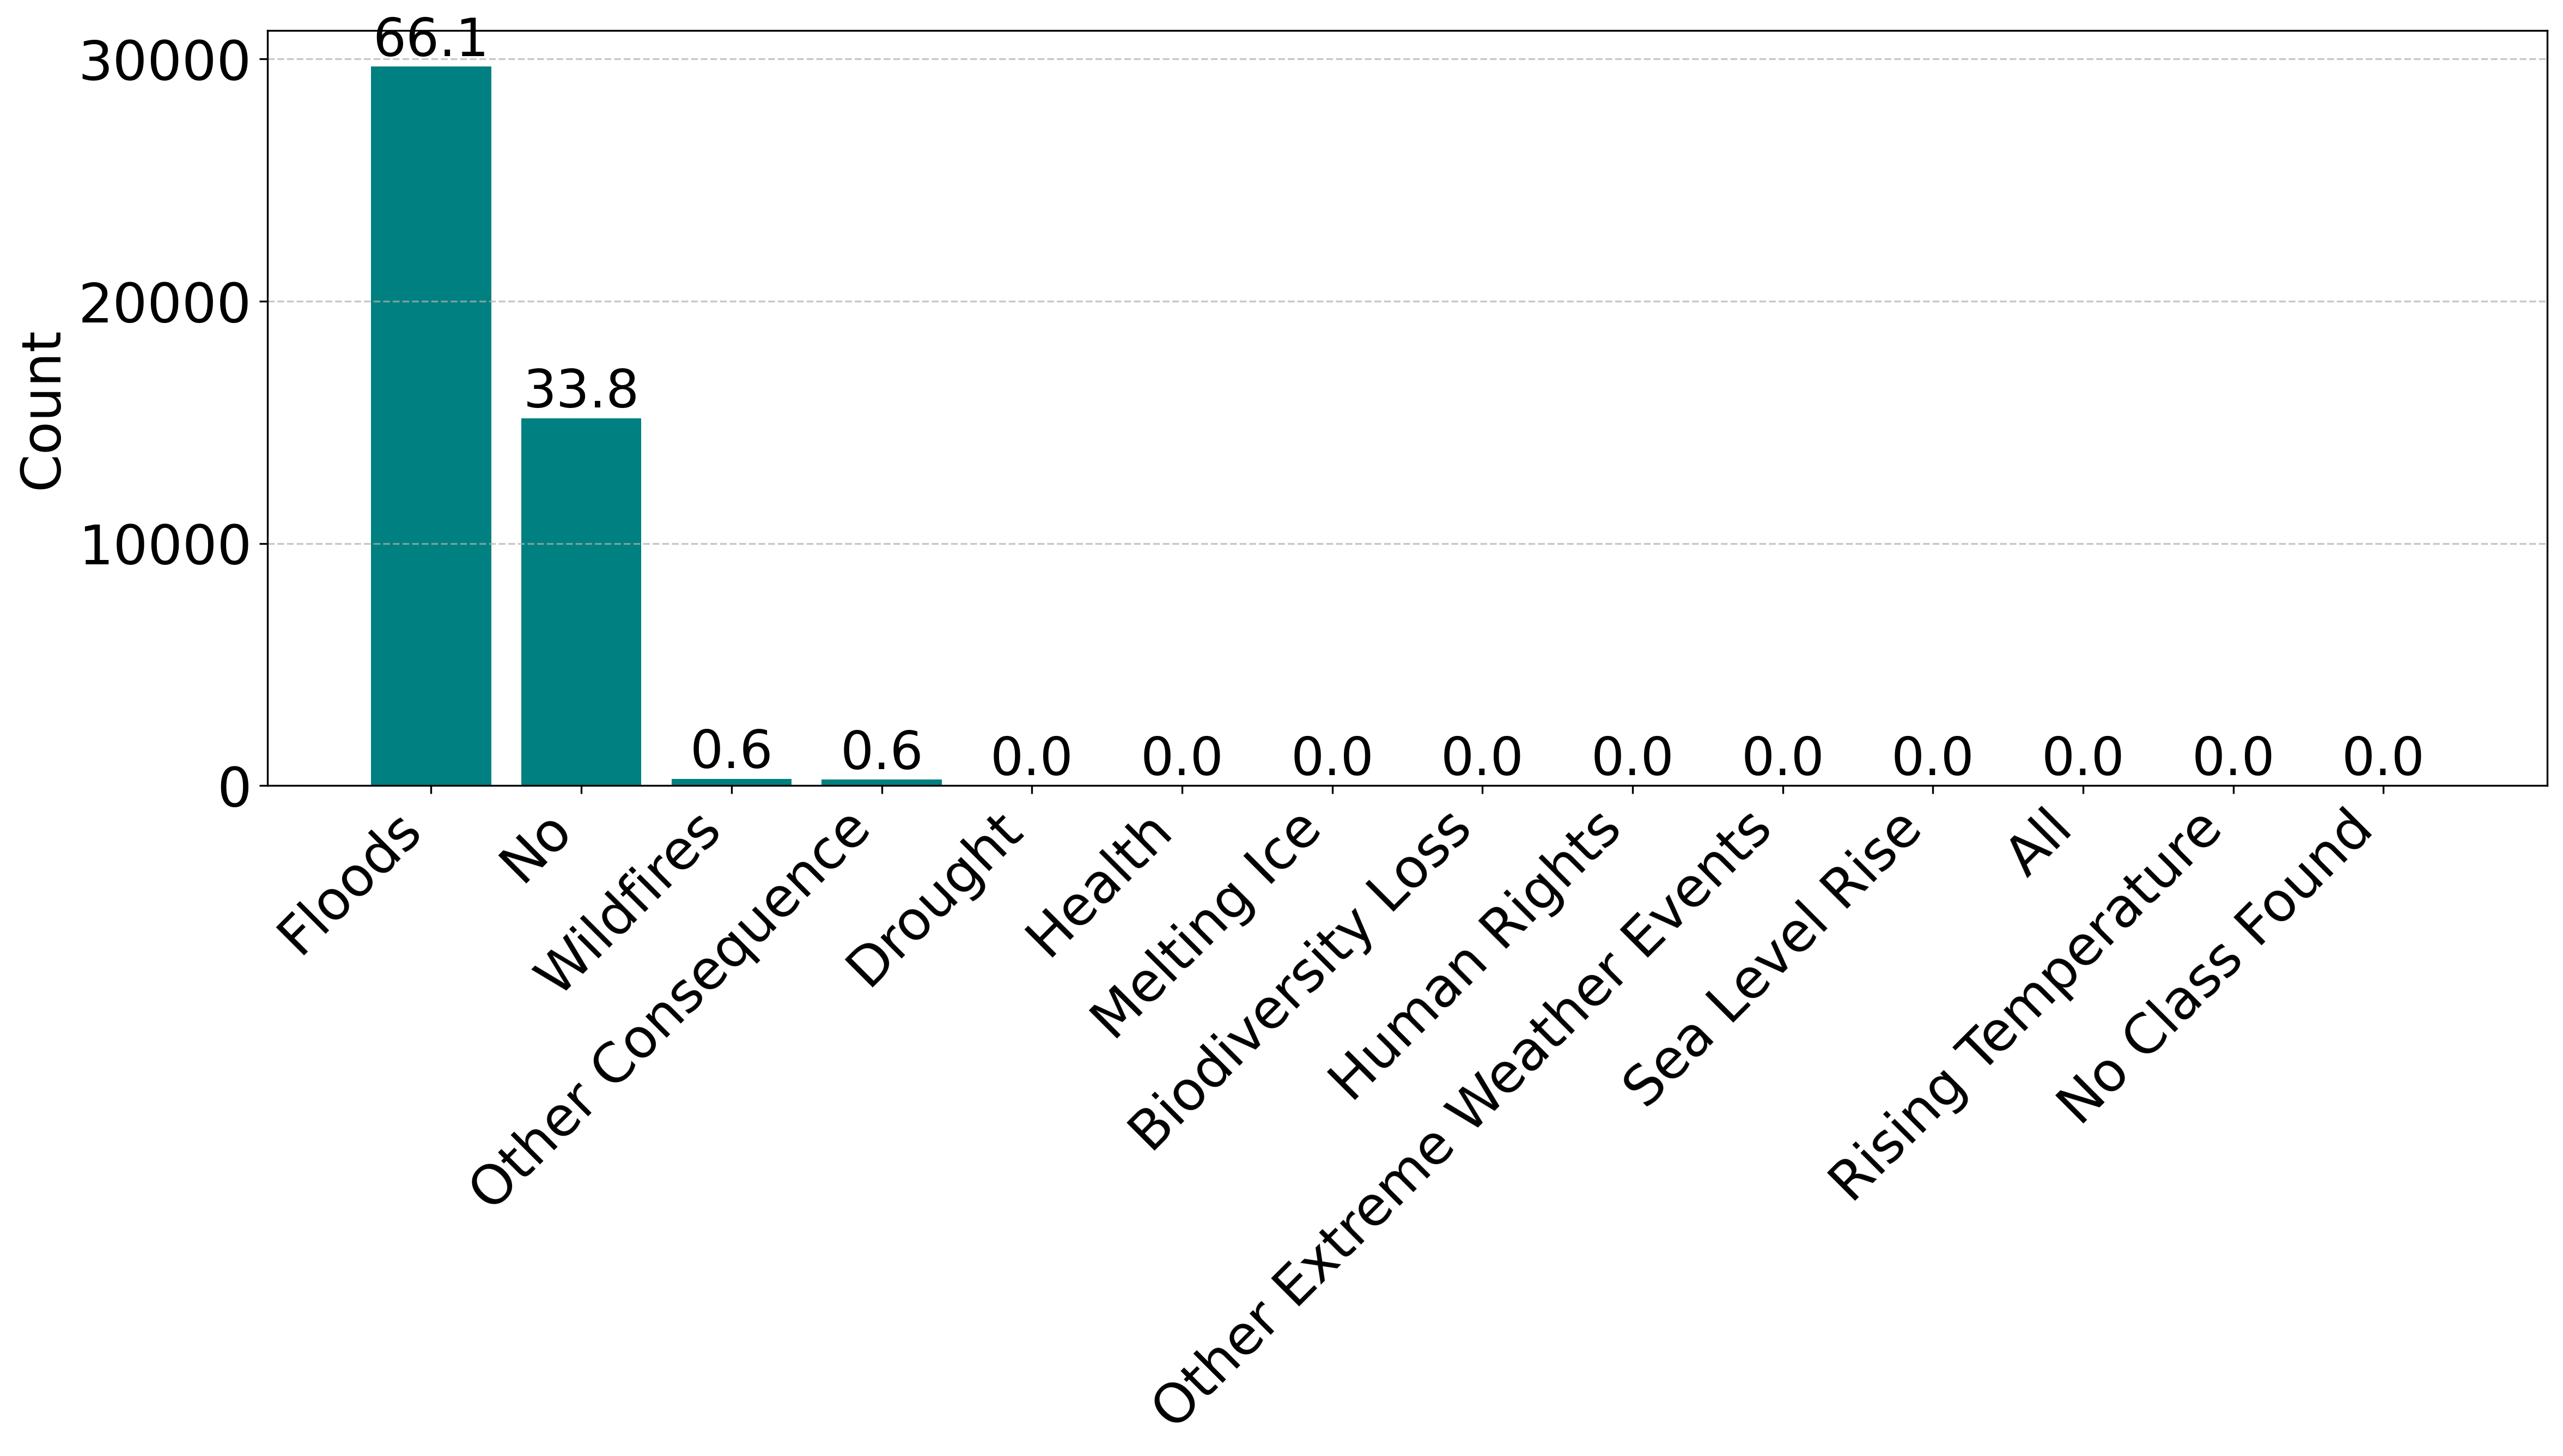 66.1
30000
20000
33.8
10000
Count
0.6
0.6
0.0
0.0
0.0
0.0
0.0
0.0
0.0
0.0
0.0
0.0
0
Floods
No
Wildfires
Other Consequence
Drought
Health
Melting Ice
Biodiversity Loss
Human Rights
Other Extreme Weather Events
Sea Level Rise
All
Rising Temperature
No Class Found